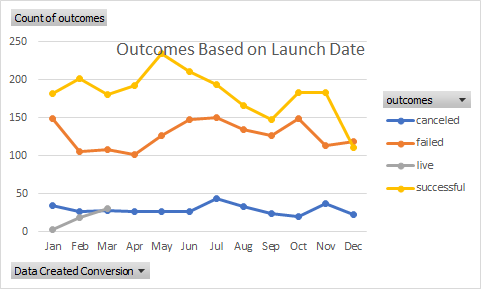 Count of outcomes
Outcomes Based on Launch Date
250
200
150
100
50
0
Jan Feb Mar Apr May Jun Jul Aug Sep Oct Nov Dec
outcomes
canceled
failed
live
successful
Data Created Conversion